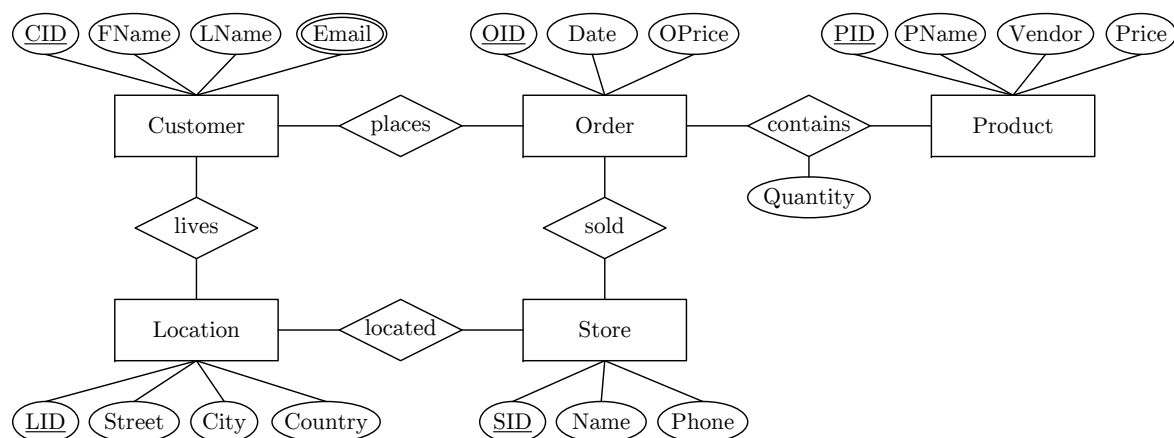 CID FName LName Email OID Date OPrice PID PName Vendor Price
Customer places Order contains Product
Quantity
lives sold
Location located Store
LID Street City Country SID Name Phone